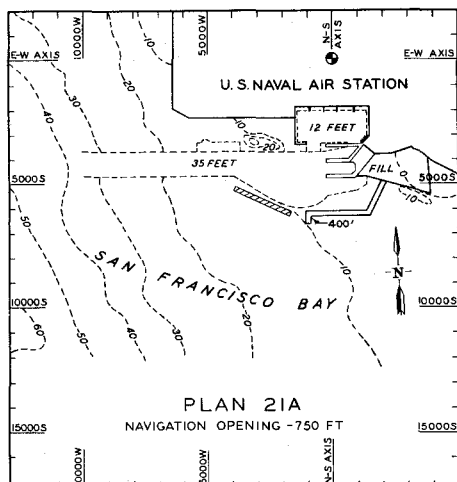 10000W
5000W
N-S
AXIS
E-W AXIS
E-W AXIS
U.S. NAVAL AIR STATION
-10
-20
-30
-40
-10
-20
12 FEET
35 FEET
FILL
0
-10
5000S
5000S
400'
-50
-10
N
SAN FRANCISCO BAY
10000S
10000S
-60
-50
-40
-30
-20
PLAN 21A
NAVIGATION OPENING -750 FT
15000S
15000S
10000W
5000W
N-S AXIS